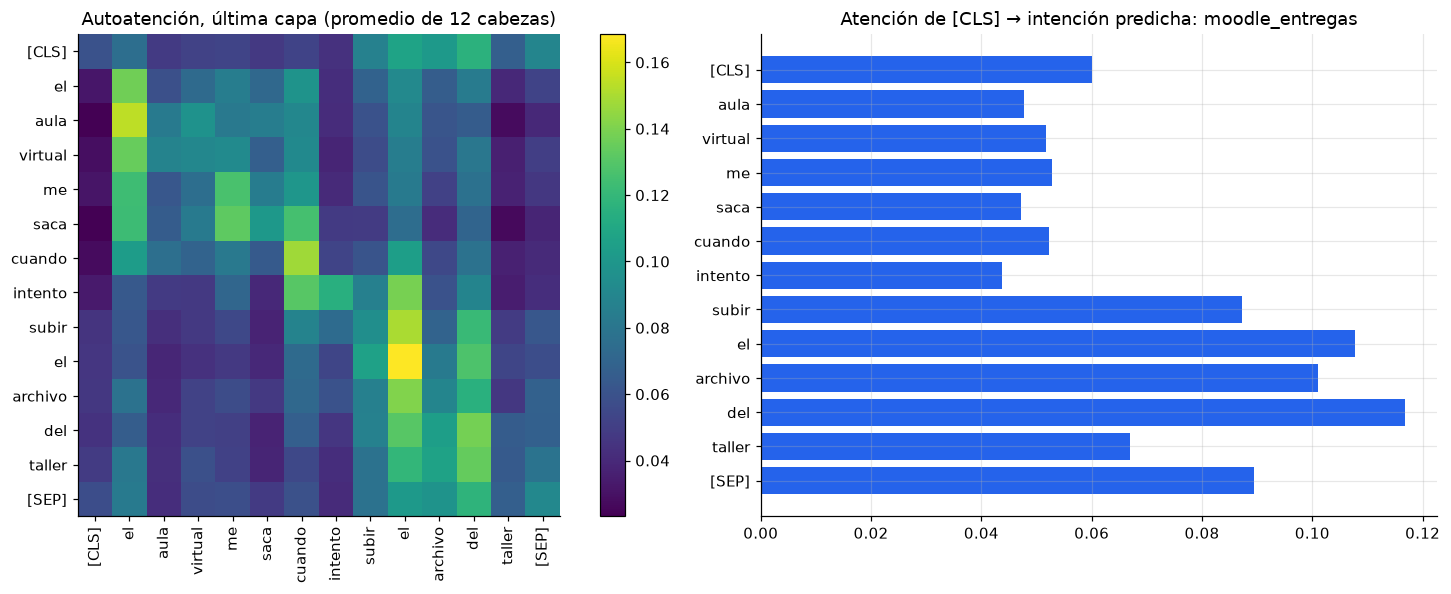 Autoatención, última capa (promedio de 12 cabezas)
[CLS]
el
aula
virtual
me
saca
cuando
intento
subir
el
archivo
del
taller
[SEP]
[CLS]
el
aula
virtual
me
saca
cuando
intento
subir
el
archivo
del
taller
[SEP]
0.16
0.14
0.12
0.10
0.08
0.06
0.04
Atención de [CLS] → intención predicha: moodle_entregas
[CLS]
aula
virtual
me
saca
cuando
intento
subir
el
archivo
del
taller
[SEP]
0.00 0.02 0.04 0.06 0.08 0.10 0.12